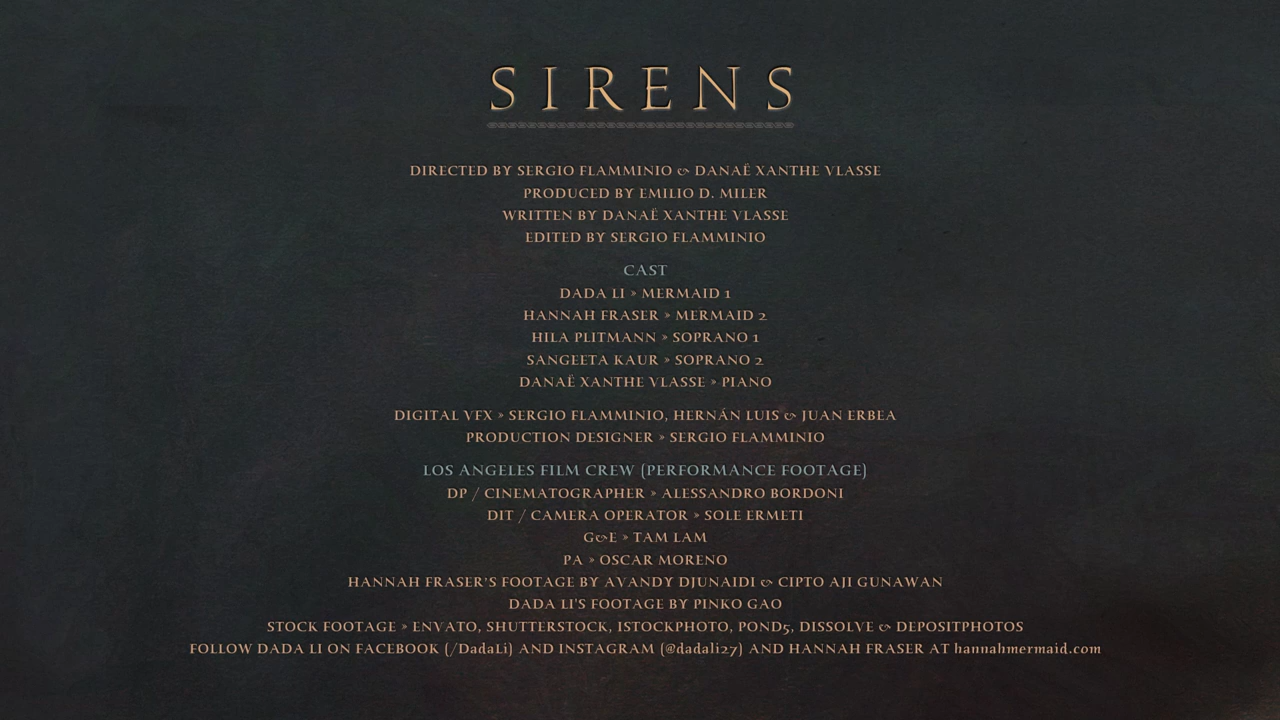 SIRENS
DIRECTED BY SERGIO FLAMMINIO & DANAË XANTHE VLASSE
PRODUCED BY EMILIO D. MILER
WRITTEN BY DANAË XANTHE VLASSE
EDITED BY SERGIO FLAMMINIO
CAST
DADA LI » MERMAID 1
HANNAH FRASER » MERMAID 2
HILA PLITMANN » SOPRANO 1
SANGEETA KAUR » SOPRANO 2
DANAË XANTHE VLASSE » PIANO
DIGITAL VFX » SERGIO FLAMMINIO, HERNÁN LUIS & JUAN ERBEA
PRODUCTION DESIGNER » SERGIO FLAMMINIO
LOS ANGELES FILM CREW (PERFORMANCE FOOTAGE)
DP / CINEMATOGRAPHER » ALESSANDRO BORDONI
DIT / CAMERA OPERATOR » SOLE ERMETI
G&E » TAM LAM
PA » OSCAR MORENO
HANNAH FRASER'S FOOTAGE BY AVANDY DJUNAIDI & CIPTO AJI GUNAWAN
DADA LI'S FOOTAGE BY PINKO GAO
STOCK FOOTAGE » ENVATO, SHUTTERSTOCK, ISTOCKPHOTO, POND5, DISSOLVE & DEPOSITPHOTOS
FOLLOW DADA LI ON FACEBOOK (/DadaLi) AND INSTAGRAM (@dadali27) AND HANNAH FRASER AT hannahmermaid.com